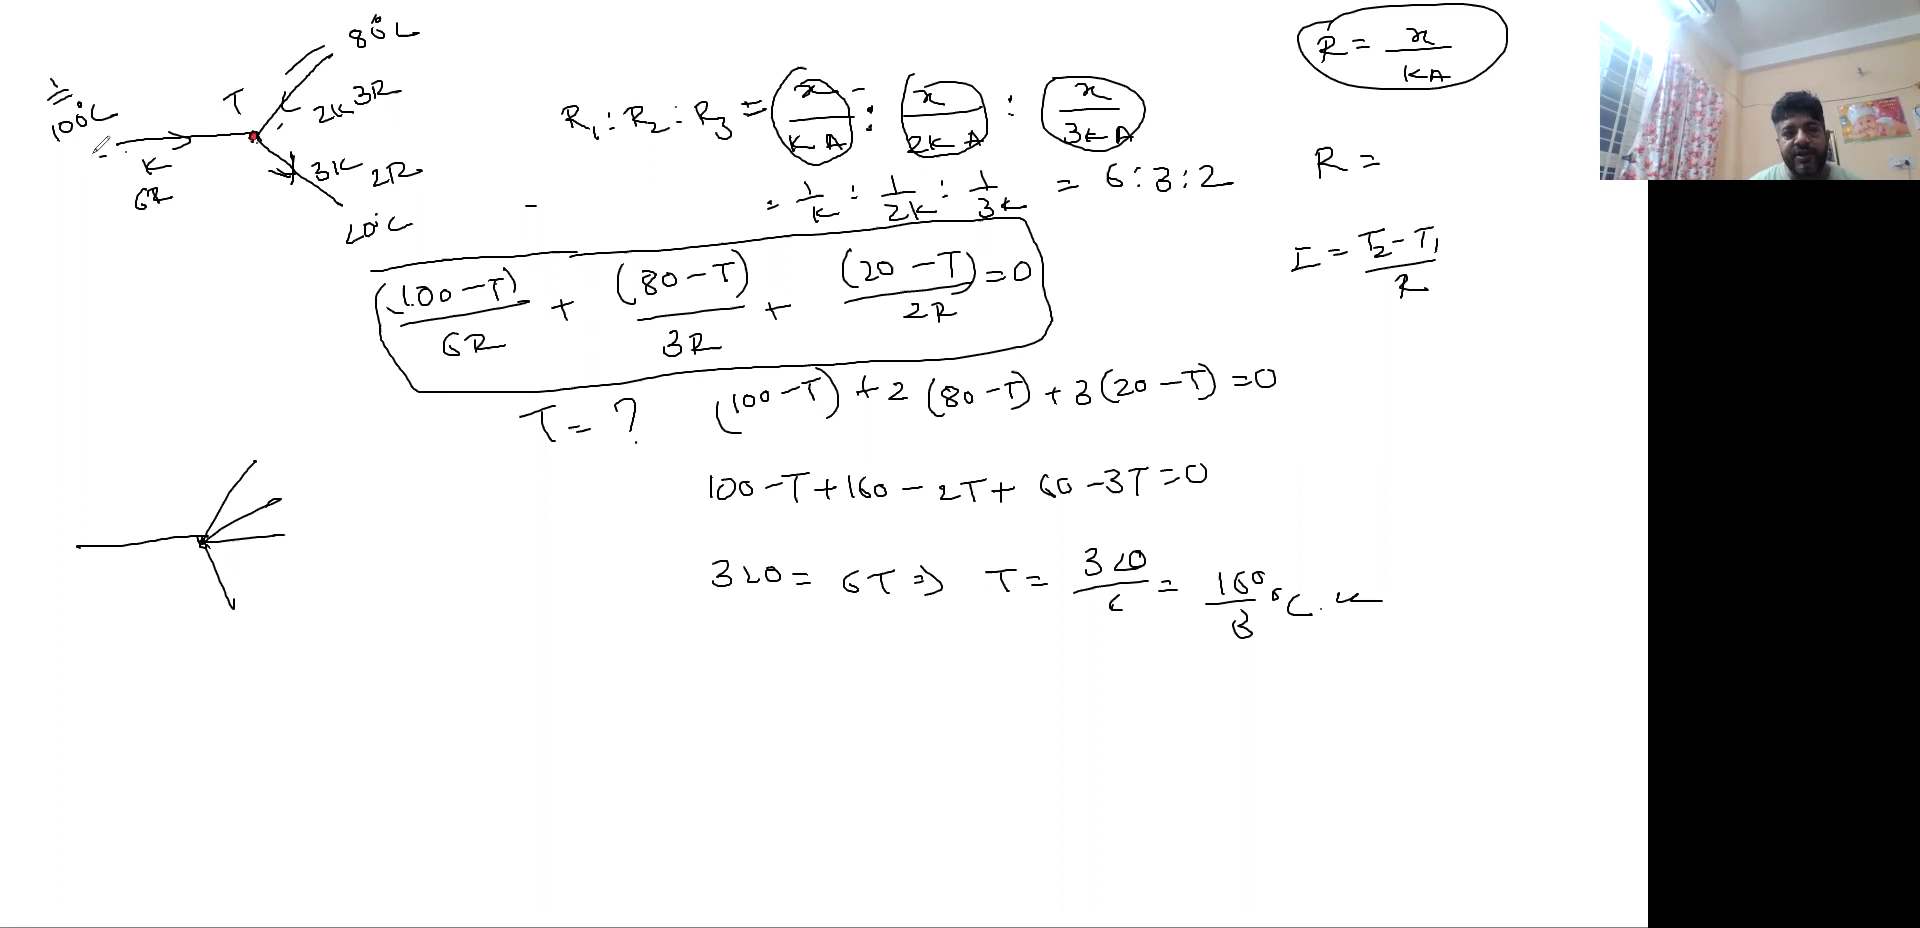 80°C
100°C
T
2K 3R
K
6R
3K 2R
20°C
R₁ : R₂ : R₃ = x/KA : x/2KA : x/3KA
= 1/K : 1/2K : 1/3K = 6 : 3 : 2
R = x/KA
R =
I = T₂ - T₁/R
(100 - T)/6R + (80 - T)/3R + (20 - T)/2R = 0
T = ?
(100 - T) + 2 (80 - T) + 3 (20 - T) = 0
100 - T + 160 - 2T + 60 - 3T = 0
320 = 6T ⇒ T = 320/6 = 160/3 °C.